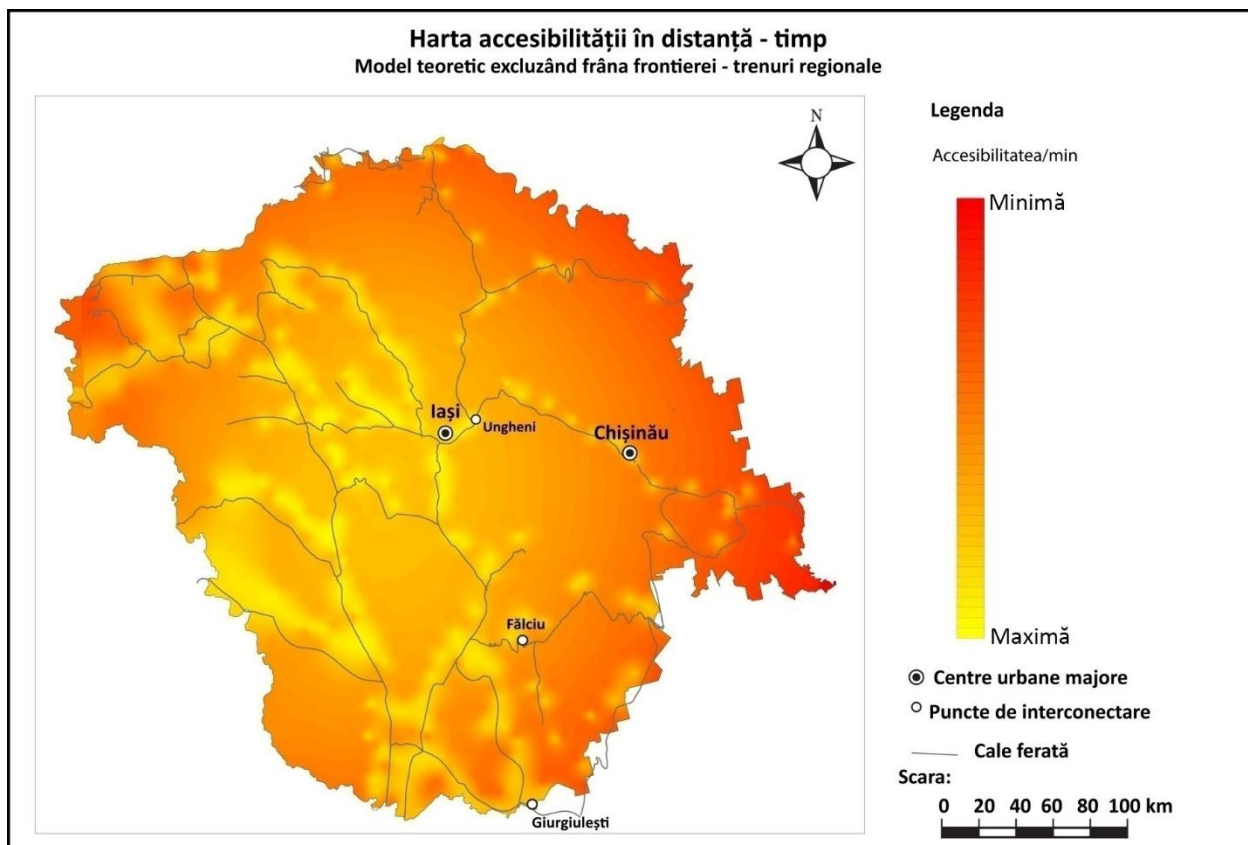 Harta accesibilității în distanță - timp
Model teoretic excluzând frâna frontierei - trenuri regionale
N
Legenda
Accesibilitatea/min
Minimă
Maximă
Iași
Ungheni
Chișinău
Fălciu
Giurgiulești
Centre urbane majore
Puncte de interconectare
Cale ferată
Scara:
0 20 40 60 80 100 km